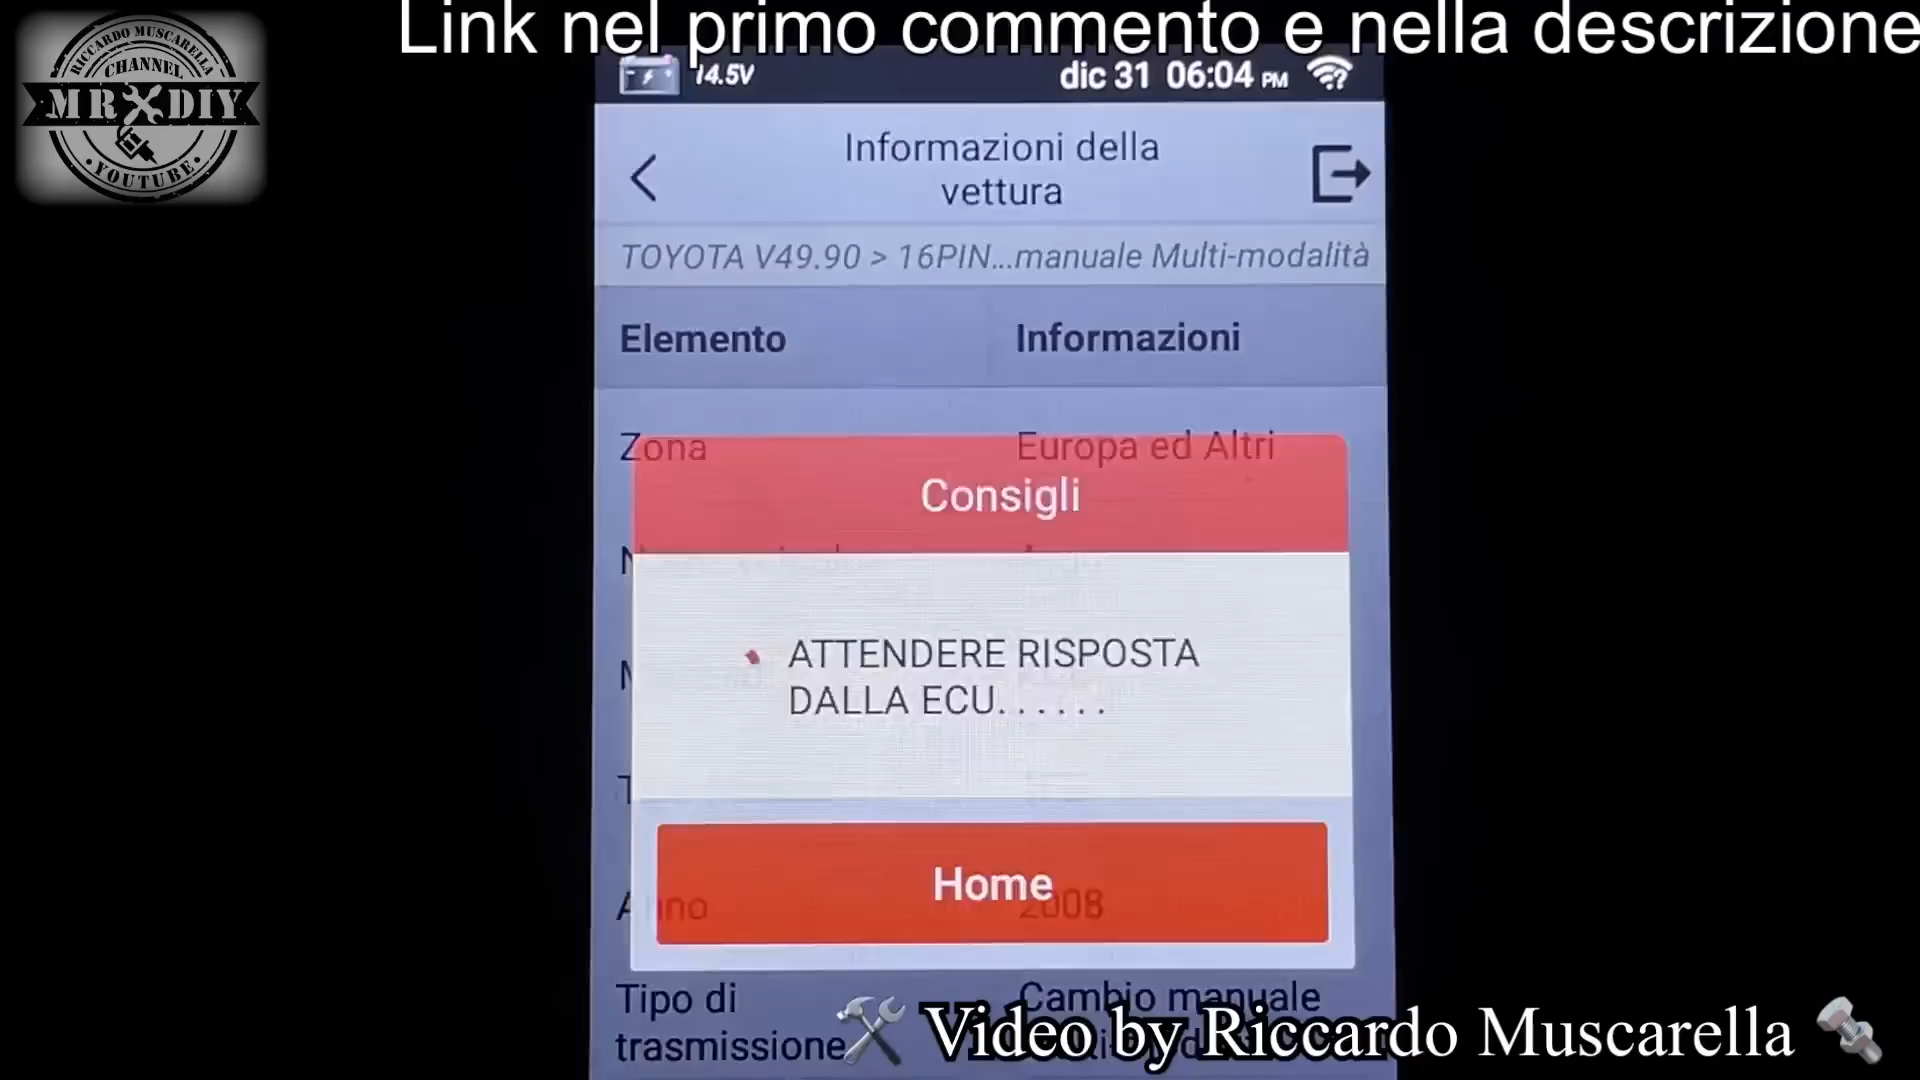 Link nel primo commento e nella descrizione
RICCARDO MUSCARELLA
CHANNEL
MR DIY
YOUTUBE
14.5V
dic 31 06:04 PM
Informazioni della
vettura
TOYOTA V49.90 > 16PIN...manuale Multi-modalità
Elemento Informazioni
Zona Europa ed Altri
Consigli
ATTENDERE RISPOSTA
DALLA ECU. . . . . .
Home
Anno 2008
Tipo di Cambio manuale
trasmissione
Video by Riccardo Muscarella